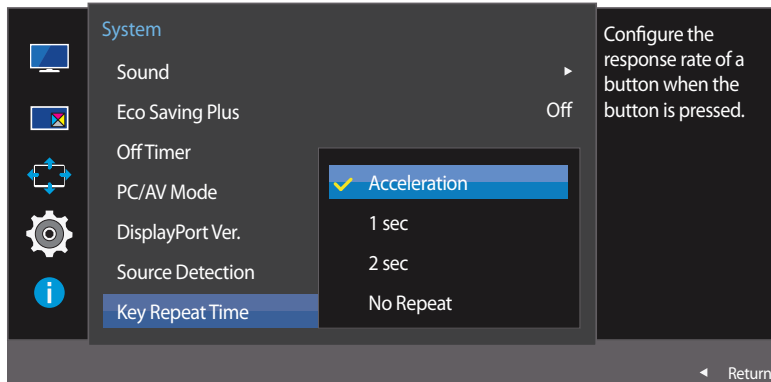 System
Sound
Eco Saving Plus Off
Off Timer
PC/AV Mode
DisplayPort Ver.
Source Detection
Key Repeat Time
Acceleration
1 sec
2 sec
No Repeat
Configure the
response rate of a
button when the
button is pressed.
Return